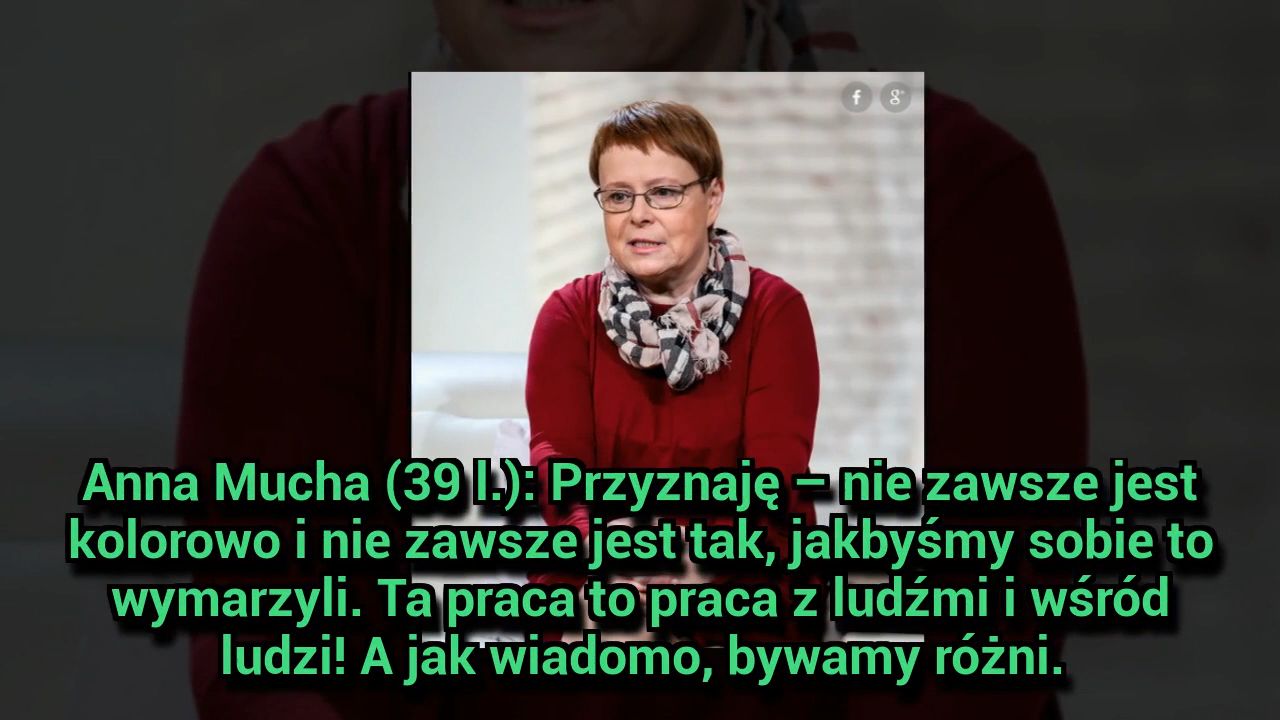 Anna Mucha (39 l.): Przyznaję – nie zawsze jest
kolorowo i nie zawsze jest tak, jakbyśmy sobie to
wymarzyli. Ta praca to praca z ludźmi i wśród
ludzi! A jak wiadomo, bywamy różni.